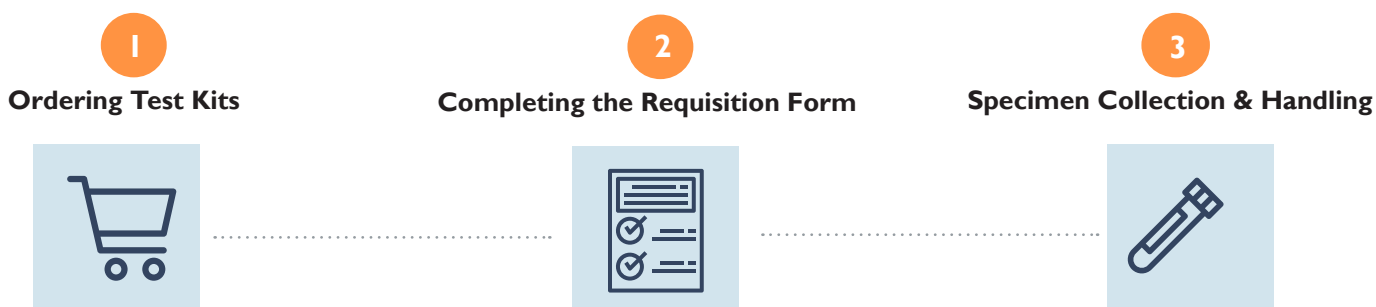 1
2
3
Ordering Test Kits
Completing the Requisition Form
Specimen Collection & Handling